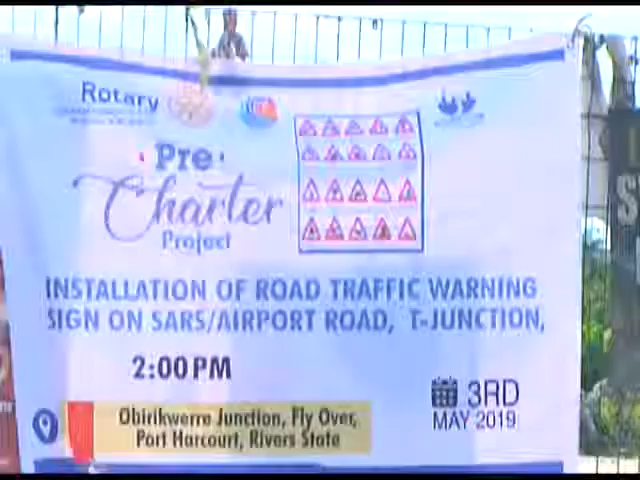 Rotary
Pre
Charter
Project
INSTALLATION OF ROAD TRAFFIC WARNING
SIGN ON SARS/AIRPORT ROAD, T-JUNCTION,
2:00PM
3RD
MAY 2019
Obirikwerre Junction, Fly Over,
Port Harcourt, Rivers State